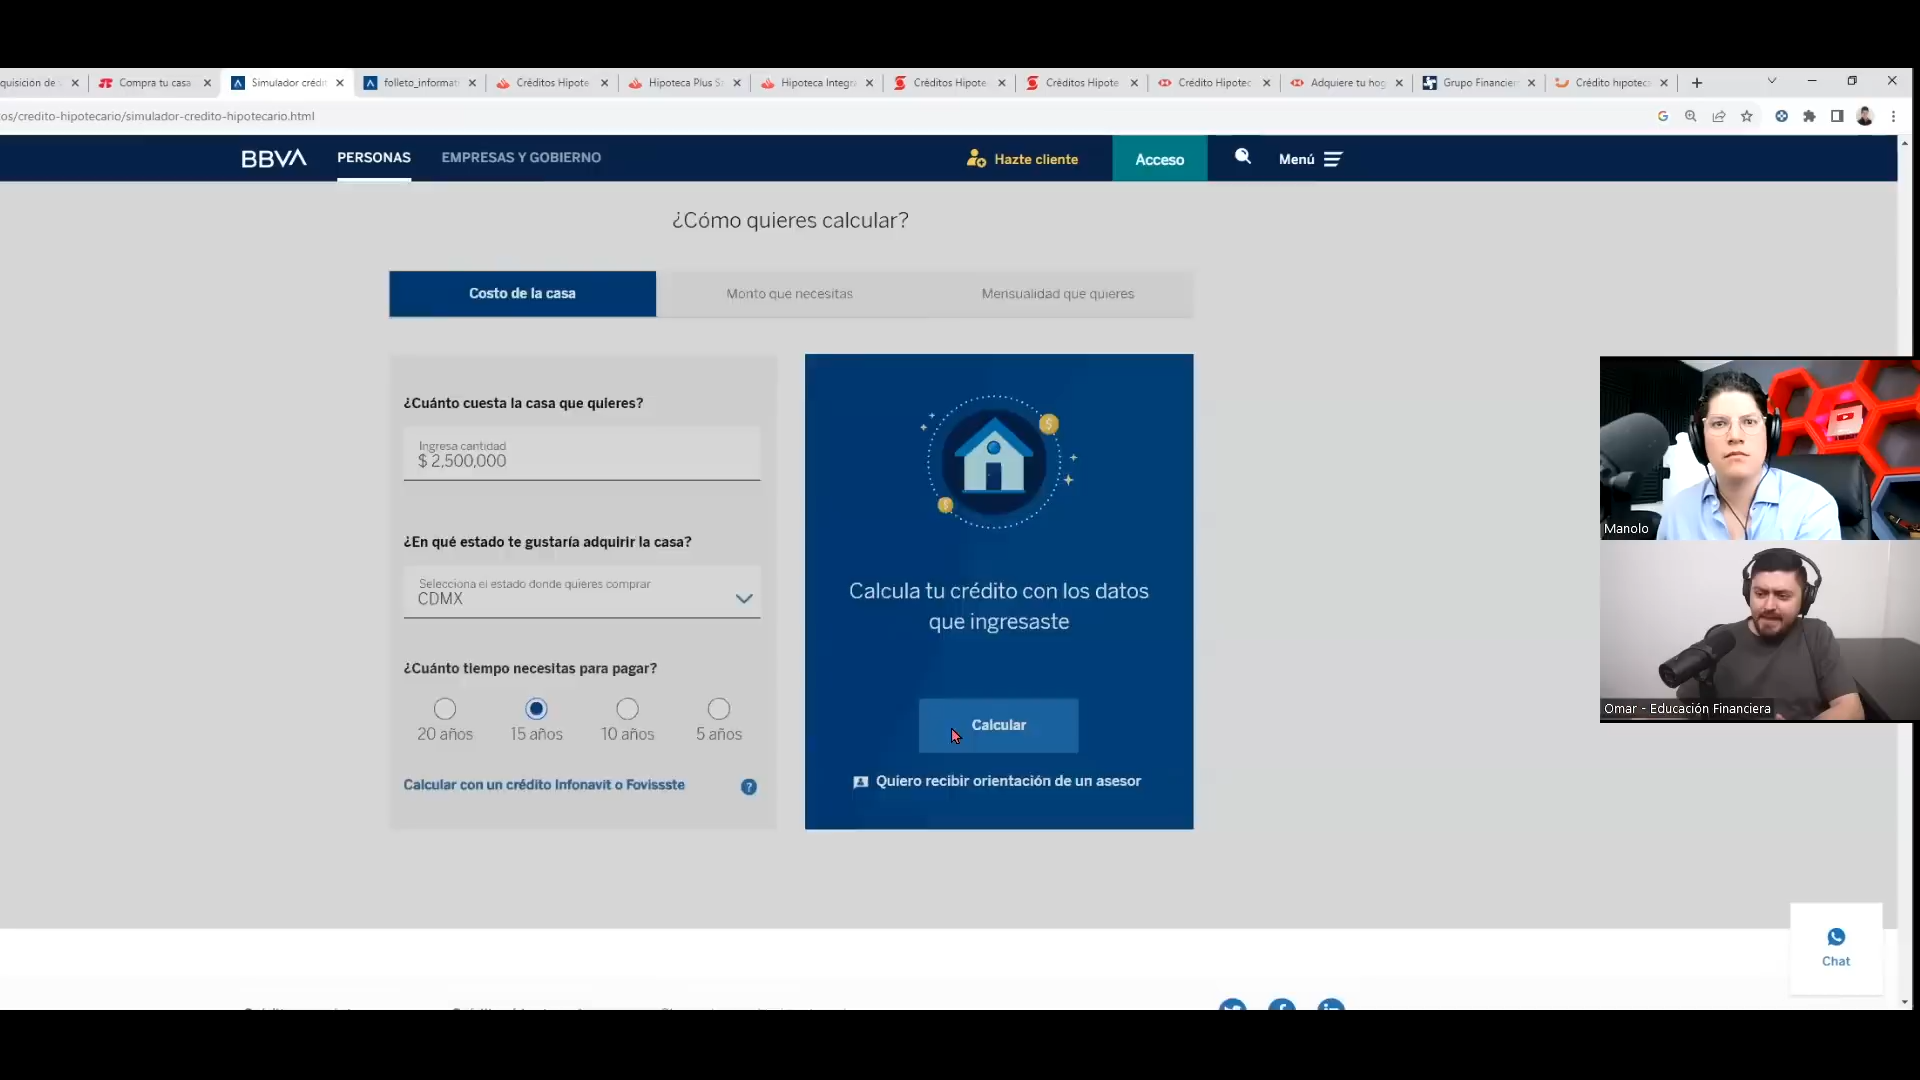 quisición de
Compra tu casa
Simulador crédit
folleto_informat
Créditos Hipote
Hipoteca Plus S
Hipoteca Integra
Créditos Hipote
Créditos Hipote
Crédito Hipotec
Adquiere tu hog
Grupo Financier
Crédito hipoteca
os/credito-hipotecario/simulador-credito-hipotecario.html
BBVA
PERSONAS
EMPRESAS Y GOBIERNO
Hazte cliente
Acceso
Menú
¿Cómo quieres calcular?
Costo de la casa
Monto que necesitas
Mensualidad que quieres
¿Cuánto cuesta la casa que quieres?
Ingresa cantidad
$ 2,500,000
¿En qué estado te gustaría adquirir la casa?
Selecciona el estado donde quieres comprar
CDMX
¿Cuánto tiempo necesitas para pagar?
20 años
15 años
10 años
5 años
Calcular con un crédito Infonavit o Fovissste
?
Calcula tu crédito con los datos
que ingresaste
Calcular
Quiero recibir orientación de un asesor
Manolo
Omar - Educación Financiera
Chat